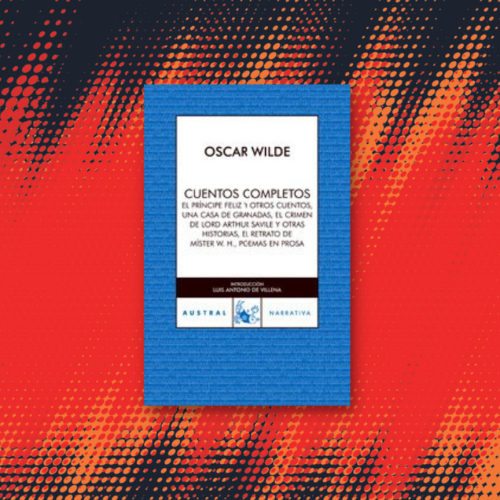 OSCAR WILDE
CUENTOS COMPLETOS
EL PRÍNCIPE FELIZ Y OTROS CUENTOS,
UNA CASA DE GRANADAS, EL CRIMEN
DE LORD ARTHUR SAVILE Y OTRAS
HISTORIAS, EL RETRATO DE
MÍSTER W. H., POEMAS EN PROSA
INTRODUCCIÓN
LUIS ANTONIO DE VILLENA
AUSTRAL NARRATIVA